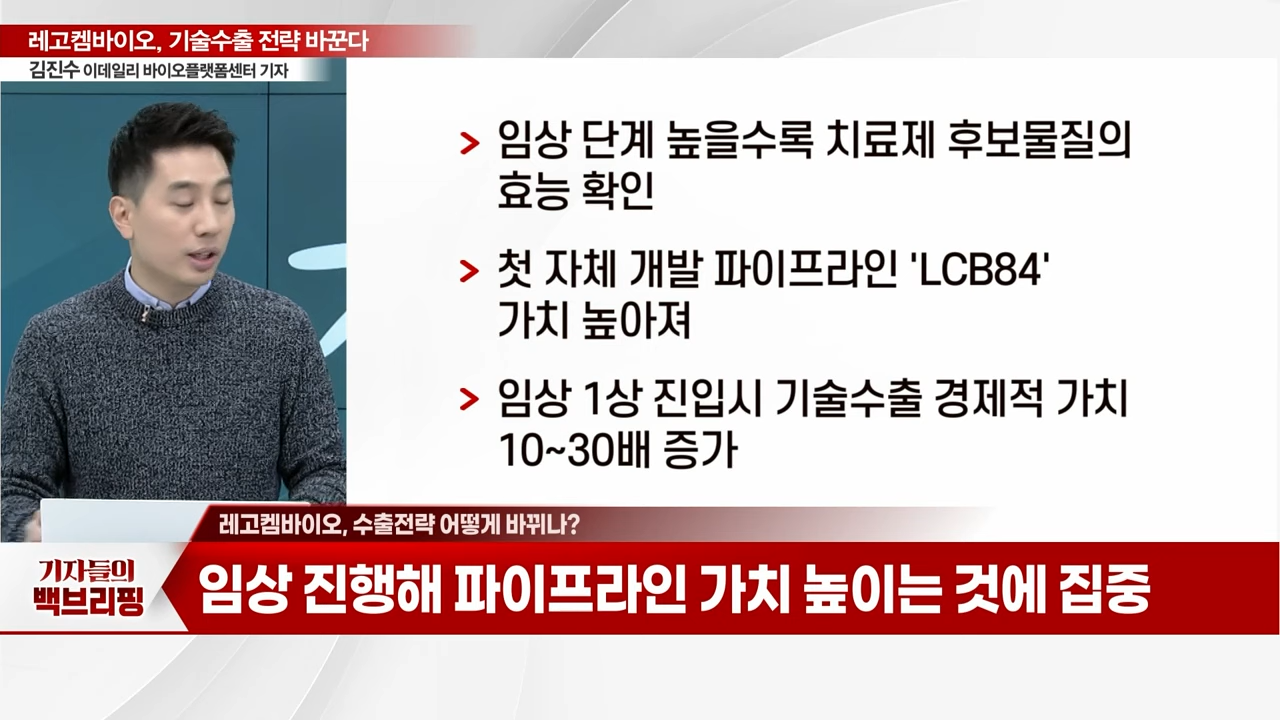 레고켐바이오, 기술수출 전략 바꾼다
김진수 이데일리 바이오플랫폼센터 기자
> 임상 단계 높을수록 치료제 후보물질의
효능 확인
> 첫 자체 개발 파이프라인 'LCB84'
가치 높아져
> 임상 1상 진입시 기술수출 경제적 가치
10~30배 증가
레고켐바이오, 수출전략 어떻게 바뀌나?
기자들의
백브리핑
임상 진행해 파이프라인 가치 높이는 것에 집중